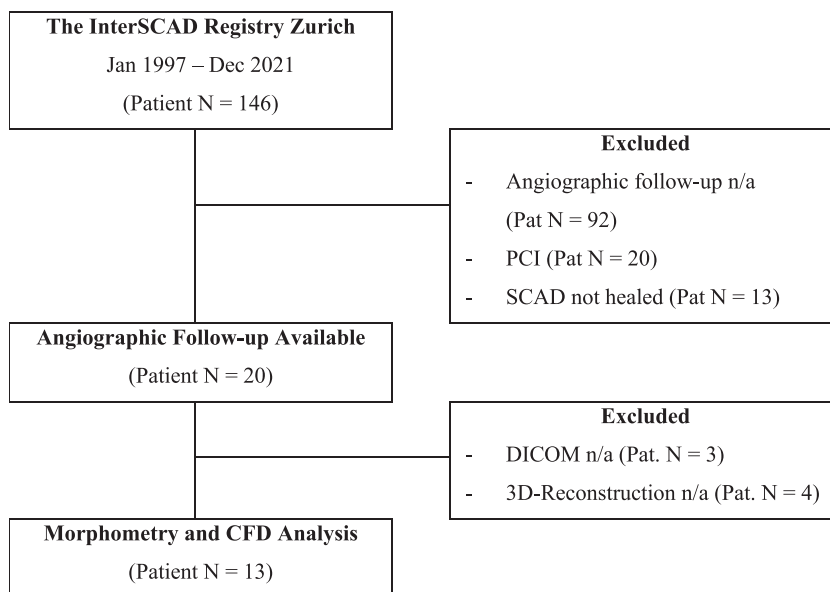 The InterSCAD Registry Zurich
Jan 1997 – Dec 2021
(Patient N = 146)
Excluded
- Angiographic follow-up n/a
(Pat N = 92)
- PCI (Pat N = 20)
- SCAD not healed (Pat N = 13)
Angiographic Follow-up Available
(Patient N = 20)
Excluded
- DICOM n/a (Pat. N = 3)
- 3D-Reconstruction n/a (Pat. N = 4)
Morphometry and CFD Analysis
(Patient N = 13)